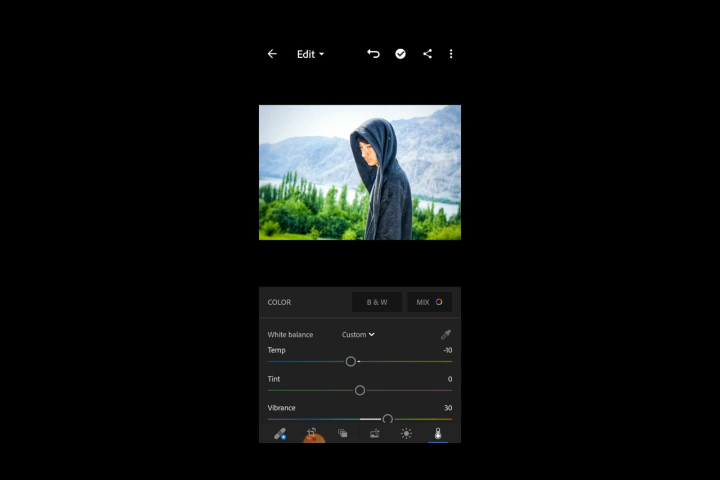 Edit
COLOR
B & W
MIX
White balance
Custom
Temp
-10
Tint
0
Vibrance
30